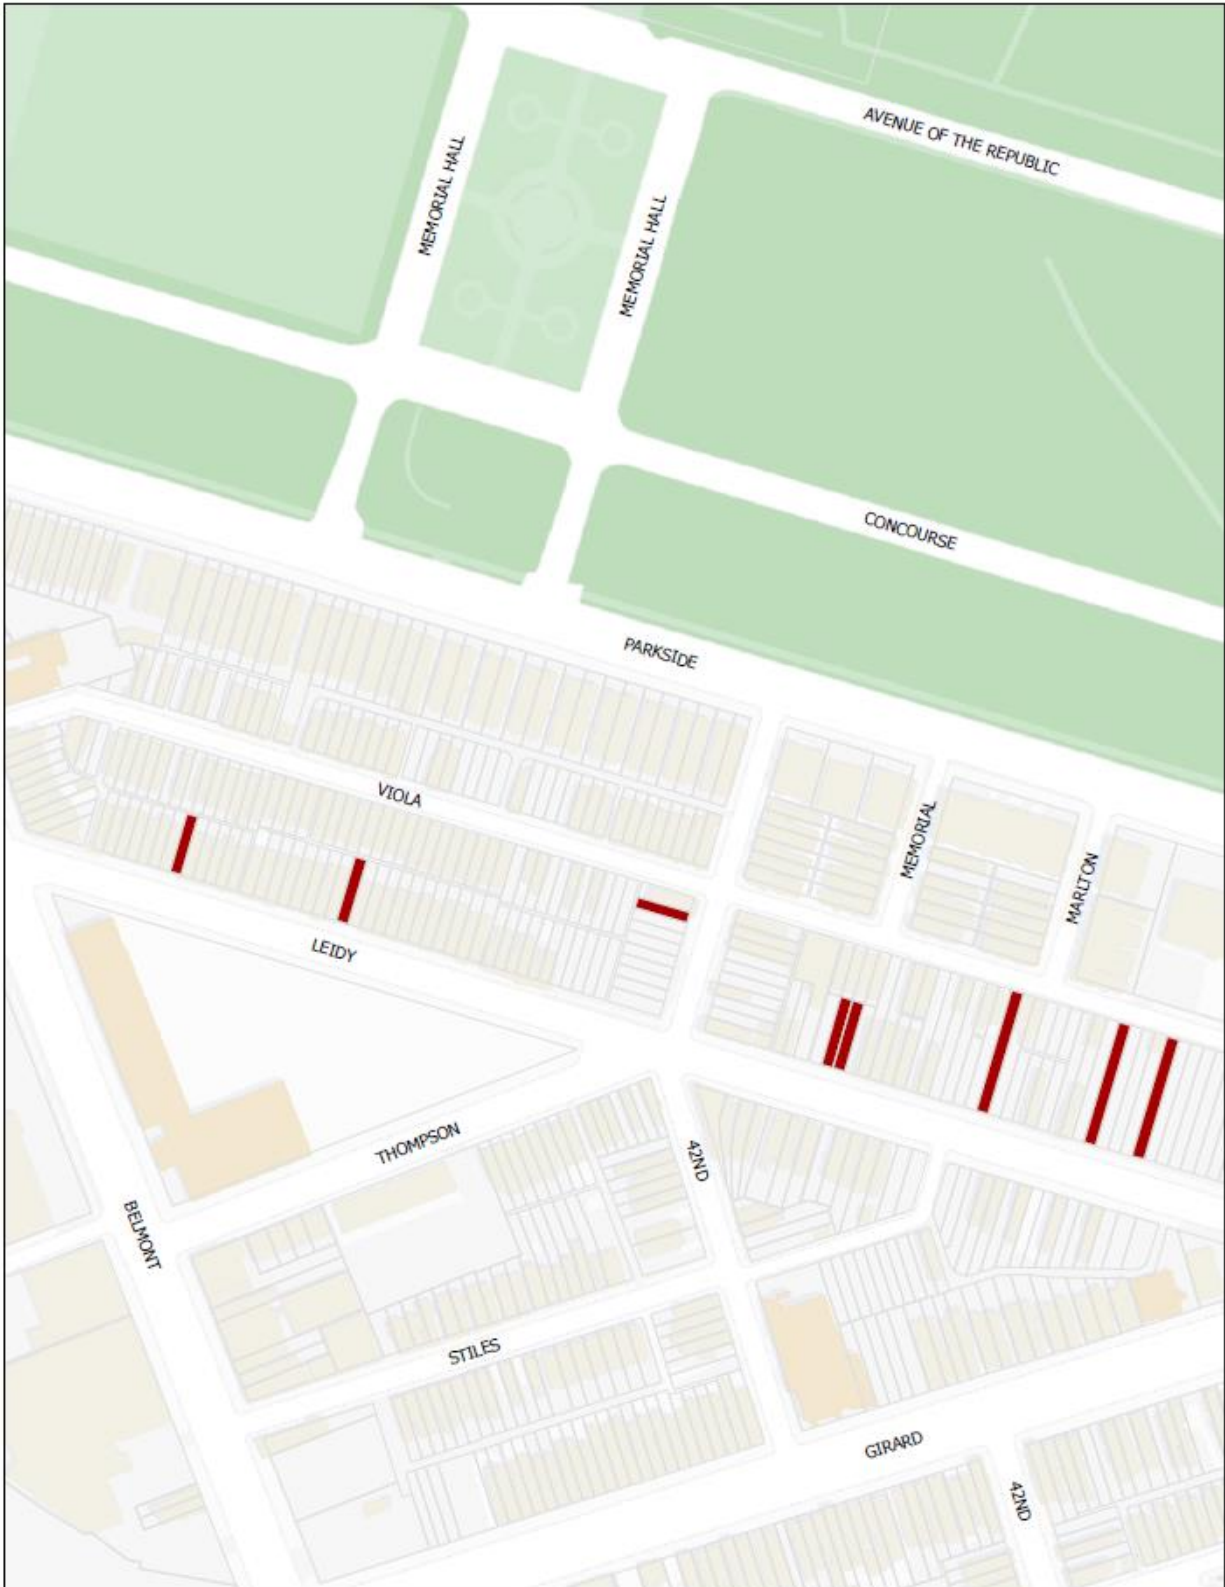 AVENUE OF THE REPUBLIC
MEMORIAL HALL
MEMORIAL HALL
CONCOURSE
PARKSIDE
VIOLA
MEMORIAL
MARLTON
LEIDY
THOMPSON
42ND
BELMONT
STILES
GIRARD
42ND